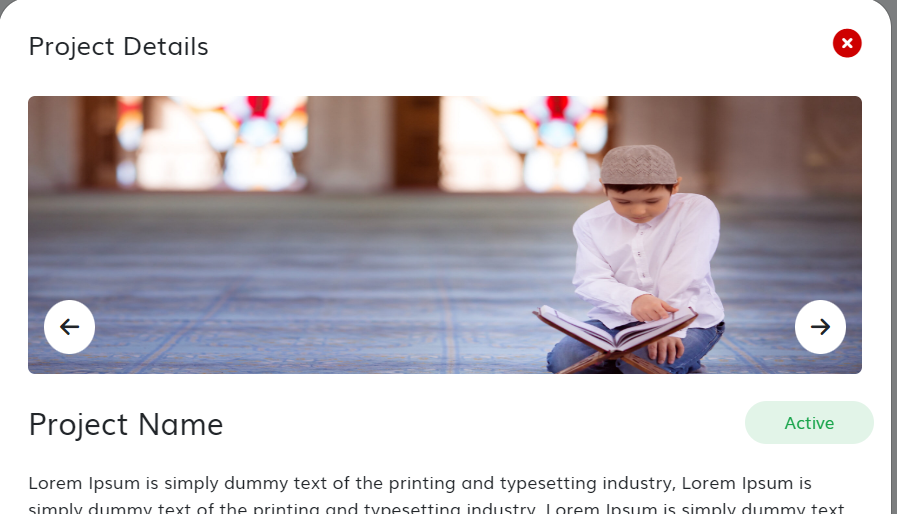 Project Details
Project Name
Active
Lorem Ipsum is simply dummy text of the printing and typesetting industry, Lorem Ipsum is
simply dummy text of the printing and typesetting industry, Lorem Ipsum is simply dummy text